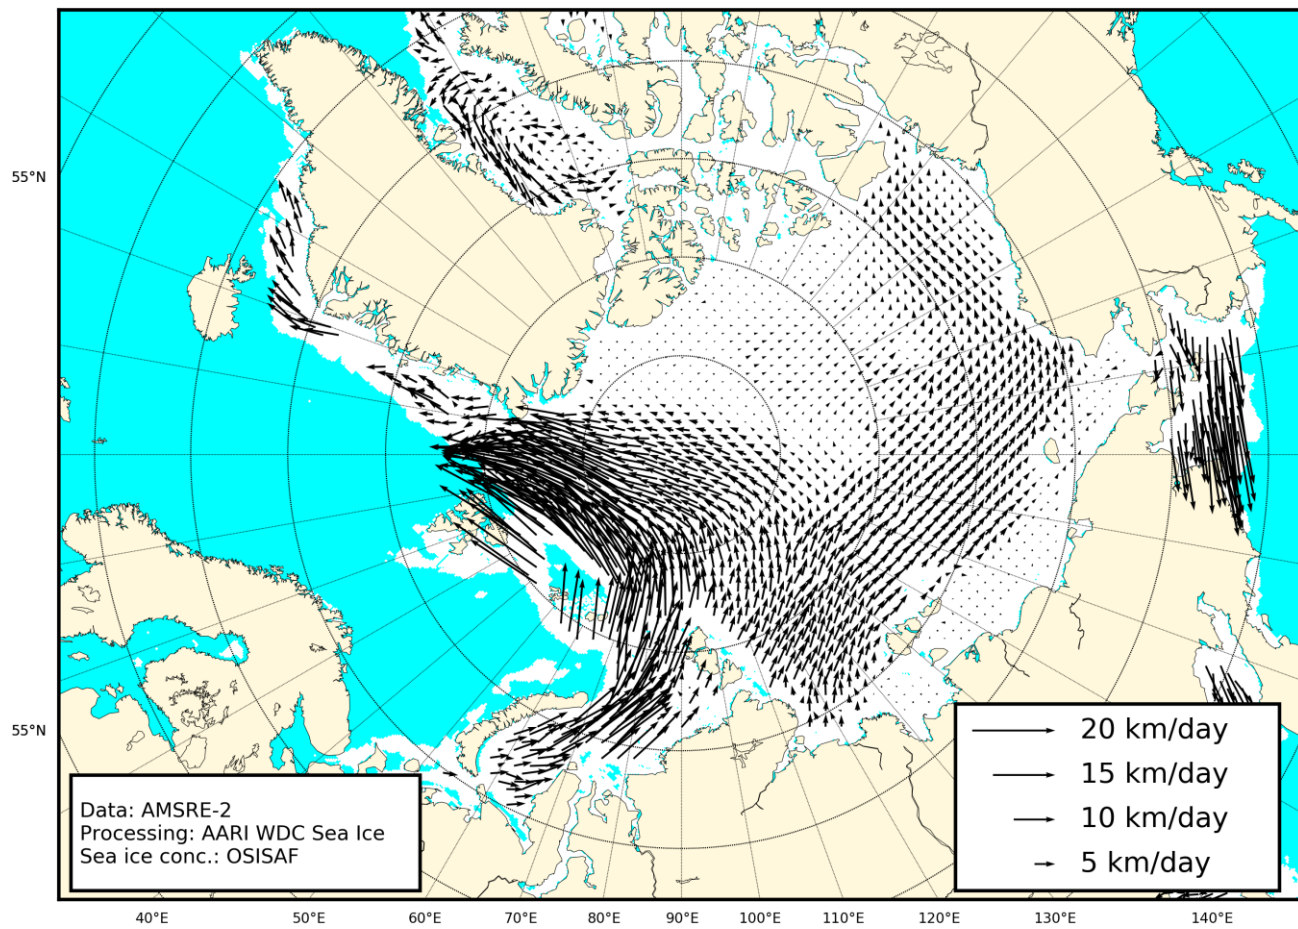 55°N
55°N
20 km/day
15 km/day
10 km/day
5 km/day
Data: AMSRE-2
Processing: AARI WDC Sea Ice
Sea ice conc.: OSISAF
40°E 50°E 60°E 70°E 80°E 90°E 100°E 110°E 120°E 130°E 140°E